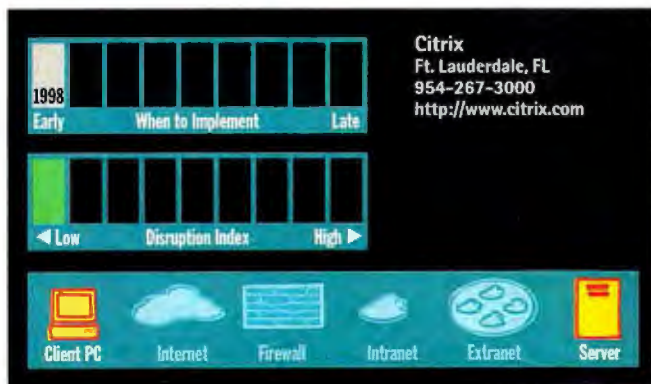 Citrix
Ft. Lauderdale, FL
954-267-3000
http://www.citrix.com
1998
Early When to Implement Late
Low Disruption Index High
Client PC Internet Firewall Intranet Extranet Server